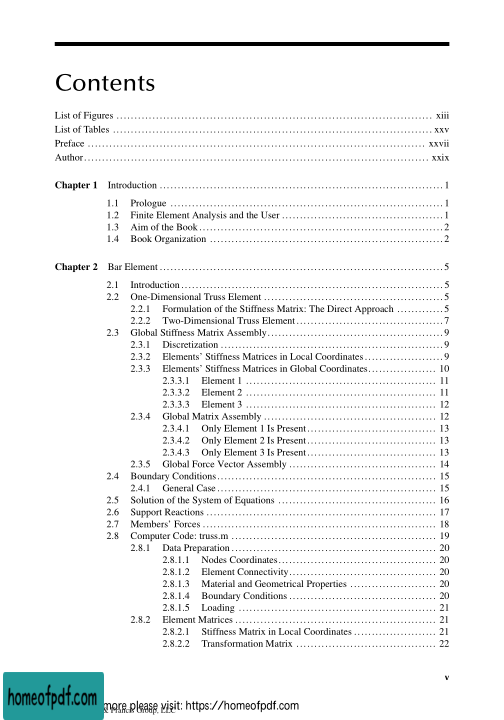 Contents
List of Figures ........ xiii
List of Tables ........ xxv
Preface ........ xxvii
Author ........ xxix
Chapter 1 Introduction ........ 1
1.1 Prologue ........ 1
1.2 Finite Element Analysis and the User ........ 1
1.3 Aim of the Book ........ 2
1.4 Book Organization ........ 2
Chapter 2 Bar Element ........ 5
2.1 Introduction ........ 5
2.2 One-Dimensional Truss Element ........ 5
2.2.1 Formulation of the Stiffness Matrix: The Direct Approach ........ 5
2.2.2 Two-Dimensional Truss Element ........ 7
2.3 Global Stiffness Matrix Assembly ........ 9
2.3.1 Discretization ........ 9
2.3.2 Elements' Stiffness Matrices in Local Coordinates ........ 9
2.3.3 Elements' Stiffness Matrices in Global Coordinates ........ 10
2.3.3.1 Element 1 ........ 11
2.3.3.2 Element 2 ........ 11
2.3.3.3 Element 3 ........ 12
2.3.4 Global Matrix Assembly ........ 12
2.3.4.1 Only Element 1 Is Present ........ 13
2.3.4.2 Only Element 2 Is Present ........ 13
2.3.4.3 Only Element 3 Is Present ........ 13
2.3.5 Global Force Vector Assembly ........ 14
2.4 Boundary Conditions ........ 15
2.4.1 General Case ........ 15
2.5 Solution of the System of Equations ........ 16
2.6 Support Reactions ........ 17
2.7 Members' Forces ........ 18
2.8 Computer Code: truss.m ........ 19
2.8.1 Data Preparation ........ 20
2.8.1.1 Nodes Coordinates ........ 20
2.8.1.2 Element Connectivity ........ 20
2.8.1.3 Material and Geometrical Properties ........ 20
2.8.1.4 Boundary Conditions ........ 20
2.8.1.5 Loading ........ 21
2.8.2 Element Matrices ........ 21
2.8.2.1 Stiffness Matrix in Local Coordinates ........ 21
2.8.2.2 Transformation Matrix ........ 22
v
homeofpdf.com
more please visit: https://homeofpdf.com
Francis Group, LLC